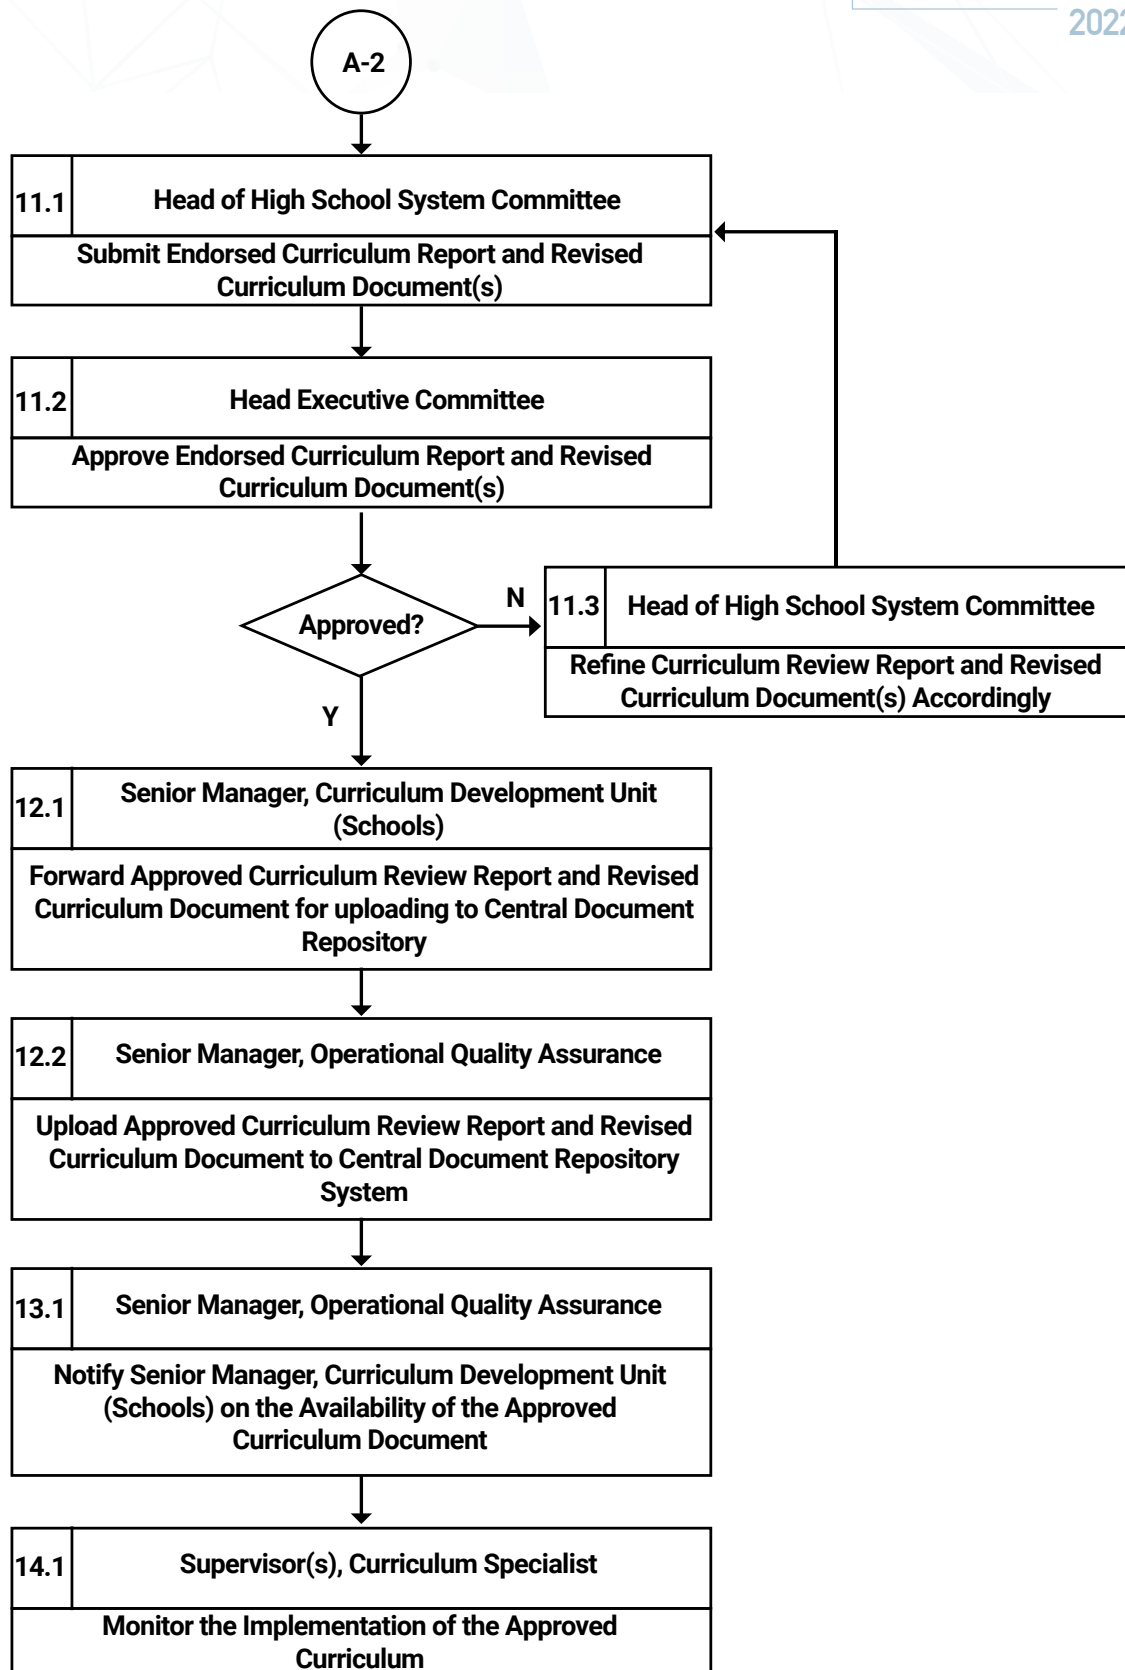 2022
A-2
11.1
Head of High School System Committee
Submit Endorsed Curriculum Report and Revised
Curriculum Document(s)
11.2
Head Executive Committee
Approve Endorsed Curriculum Report and Revised
Curriculum Document(s)
Approved?
N
11.3
Head of High School System Committee
Refine Curriculum Review Report and Revised
Curriculum Document(s) Accordingly
Y
12.1
Senior Manager, Curriculum Development Unit
(Schools)
Forward Approved Curriculum Review Report and Revised
Curriculum Document for uploading to Central Document
Repository
12.2
Senior Manager, Operational Quality Assurance
Upload Approved Curriculum Review Report and Revised
Curriculum Document to Central Document Repository
System
13.1
Senior Manager, Operational Quality Assurance
Notify Senior Manager, Curriculum Development Unit
(Schools) on the Availability of the Approved
Curriculum Document
14.1
Supervisor(s), Curriculum Specialist
Monitor the Implementation of the Approved
Curriculum